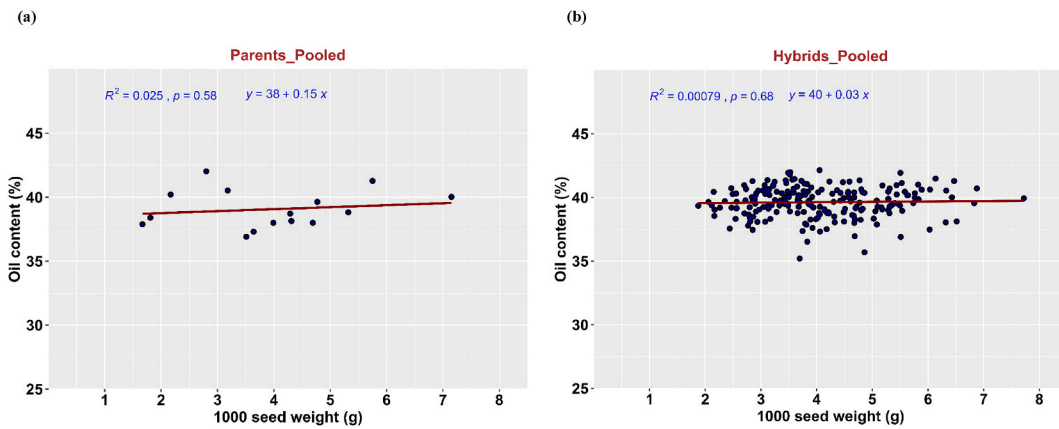 (a)
Parents_Pooled
R² = 0.025 , p = 0.58 y = 38 + 0.15 x
Oil content (%)
45
40
35
30
25
1 2 3 4 5 6 7 8
1000 seed weight (g)
(b)
Hybrids_Pooled
R² = 0.00079 , p = 0.68 y = 40 + 0.03 x
Oil content (%)
45
40
35
30
25
1 2 3 4 5 6 7 8
1000 seed weight (g)